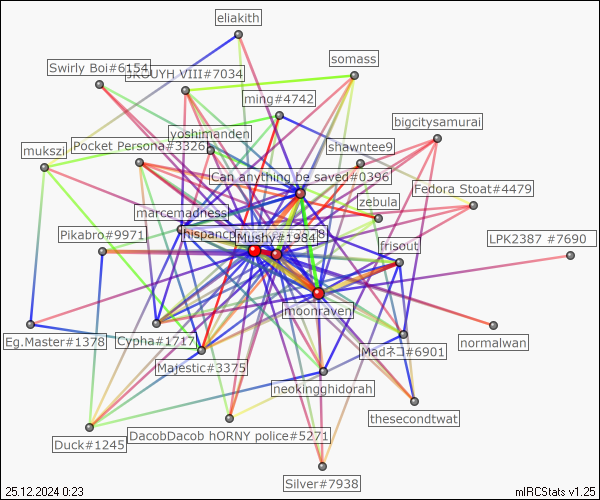 eliakith
somass
Swirly Boi#6154
JROUYH VIII#7034
ming#4742
bigcitysamurai
yoshimanden
shawntee9
mukszi
Pocket Persona#3326
Can anything be saved#0396
Fedora Stoat#4479
zebula
marcemadness
Pikabro#9971
Mushy#1984
LPK2387 #7690
frisout
moonraven
Eg.Master#1378
Cypha#1717
normalwan
Madネコ#6901
Majestic#3375
neokingghidorah
thesecondtwat
Duck#1245
DacobDacob hORNY police#5271
Silver#7938
25.12.2024 0:23
mIRCStats v1.25